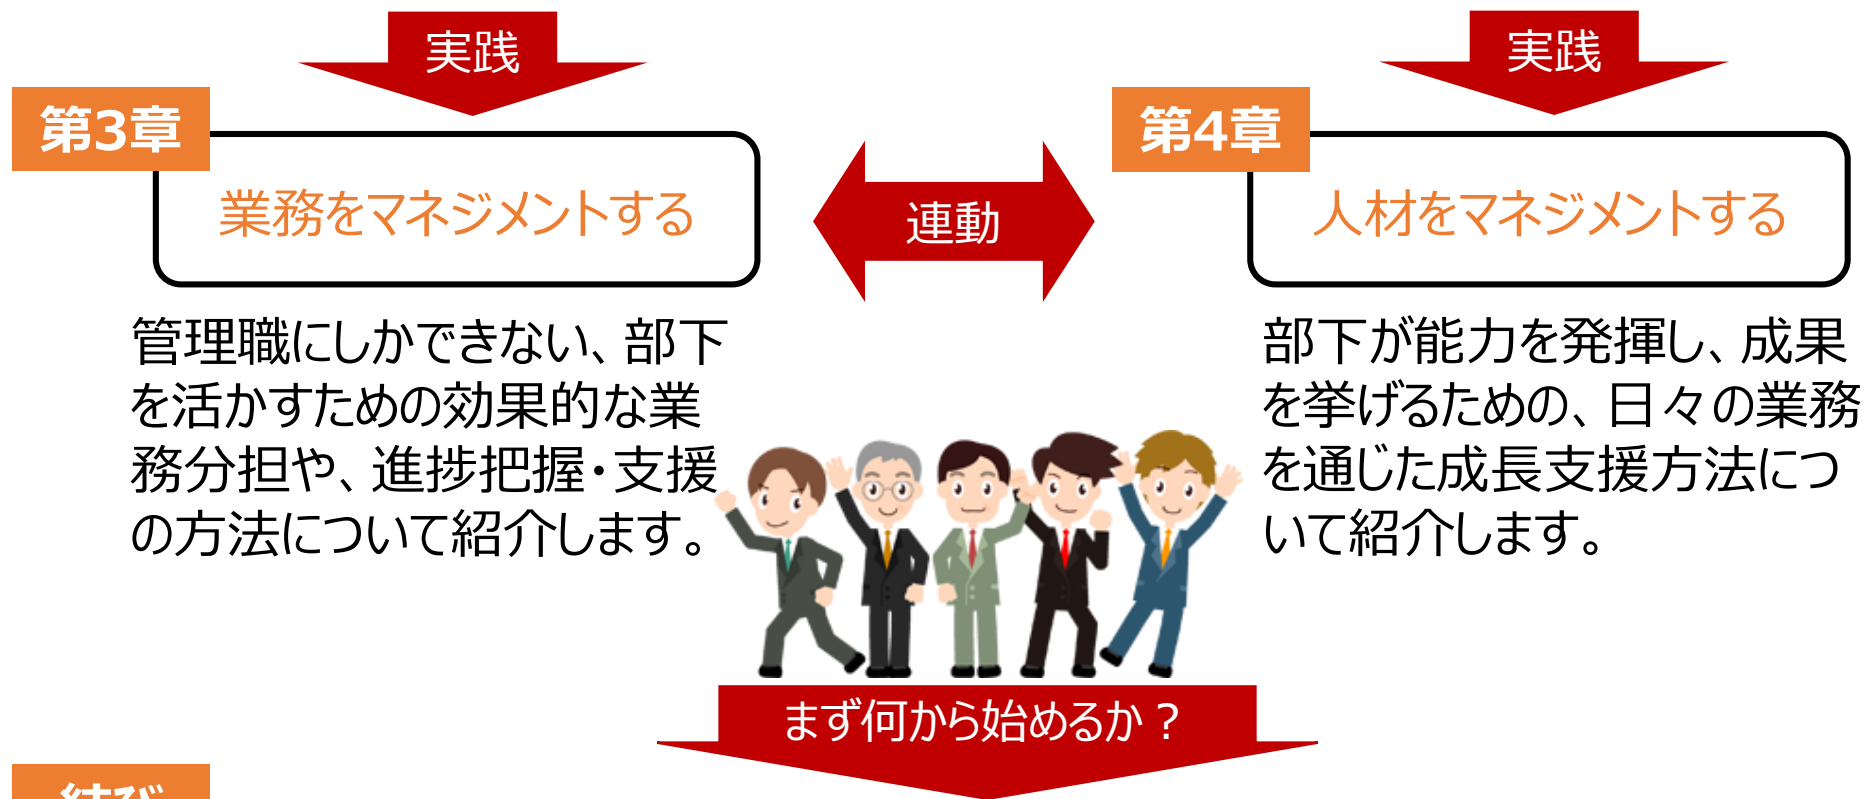 実践
実践
第3章
業務をマネジメントする
連動
第4章
人材をマネジメントする
管理職にしかできない、部下
を活かすための効果的な業
務分担や、進捗把握・支援
の方法について紹介します。
部下が能力を発揮し、成果
を挙げるための、日々の業務
を通じた成長支援方法につ
いて紹介します。
まず何から始めるか？
結び